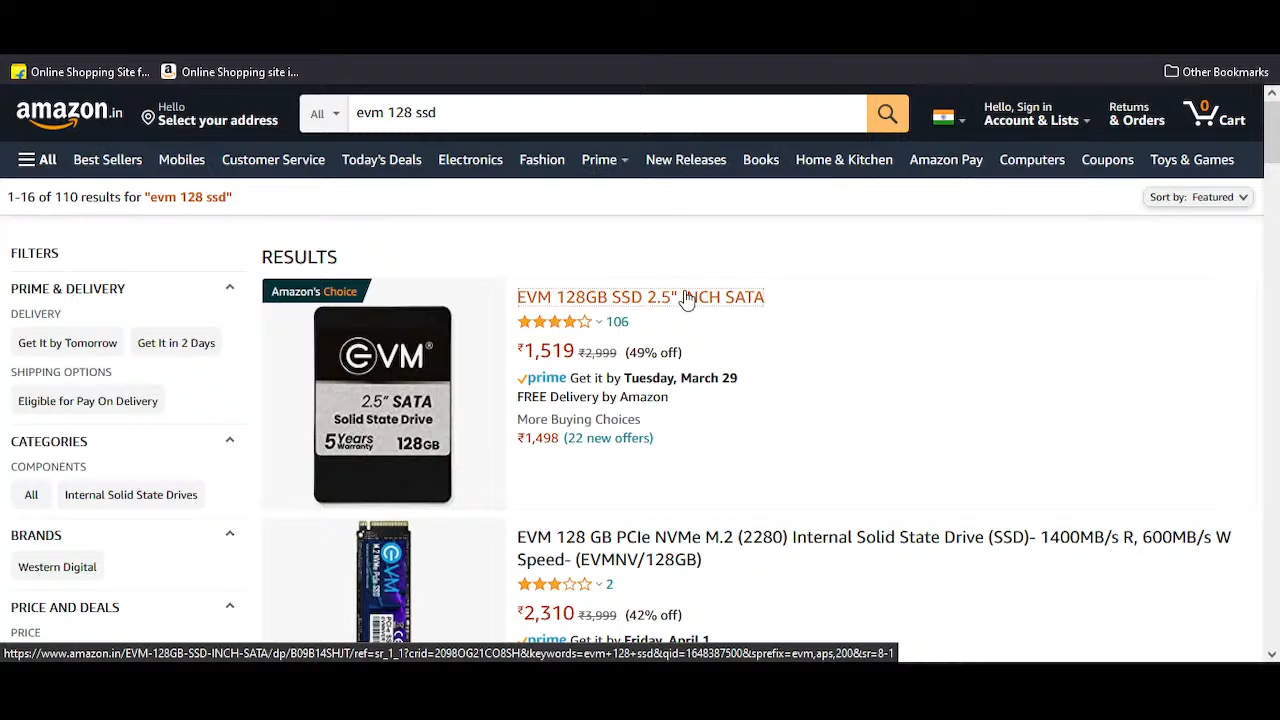 Online Shopping Site f...
Online Shopping site i...
Other Bookmarks
amazon.in
Hello
Select your address
All
evm 128 ssd
Hello, Sign in
Account & Lists
Returns
& Orders
0
Cart
All
Best Sellers
Mobiles
Customer Service
Today's Deals
Electronics
Fashion
Prime
New Releases
Books
Home & Kitchen
Amazon Pay
Computers
Coupons
Toys & Games
1-16 of 110 results for "evm 128 ssd"
Sort by: Featured
FILTERS
PRIME & DELIVERY
DELIVERY
Get It by Tomorrow
Get It in 2 Days
SHIPPING OPTIONS
Eligible for Pay On Delivery
CATEGORIES
COMPONENTS
All
Internal Solid State Drives
BRANDS
Western Digital
PRICE AND DEALS
PRICE
RESULTS
Amazon's Choice
EVM®
2.5" SATA
Solid State Drive
5 Years Warranty 128GB
EVM 128GB SSD 2.5" INCH SATA
106
₹1,519 ₹2,999 (49% off)
prime Get it by Tuesday, March 29
FREE Delivery by Amazon
More Buying Choices
₹1,498 (22 new offers)
EVM
EVM 128 GB PCIe NVMe M.2 (2280) Internal Solid State Drive (SSD)- 1400MB/s R, 600MB/s W
Speed- (EVMNV/128GB)
2
₹2,310 ₹3,999 (42% off)
prime Get it by Friday, April 1
https://www.amazon.in/EVM-128GB-SSD-INCH-SATA/dp/B09B14SHJT/ref=sr_1_1?crid=2098OG21CO8SH&keywords=evm+128+ssd&qid=1648387500&sprefix=evm,aps,200&sr=8-1